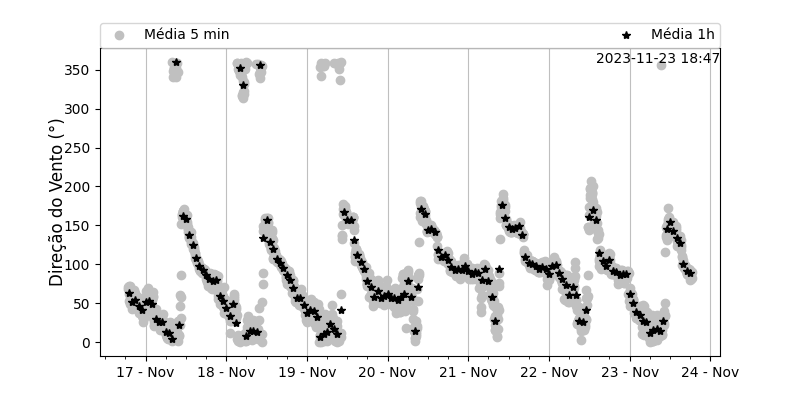 Média 5 min
Média 1h
2023-11-23 18:47
Direção do Vento (°)
350
300
250
200
150
100
50
0
17 - Nov
18 - Nov
19 - Nov
20 - Nov
21 - Nov
22 - Nov
23 - Nov
24 - Nov